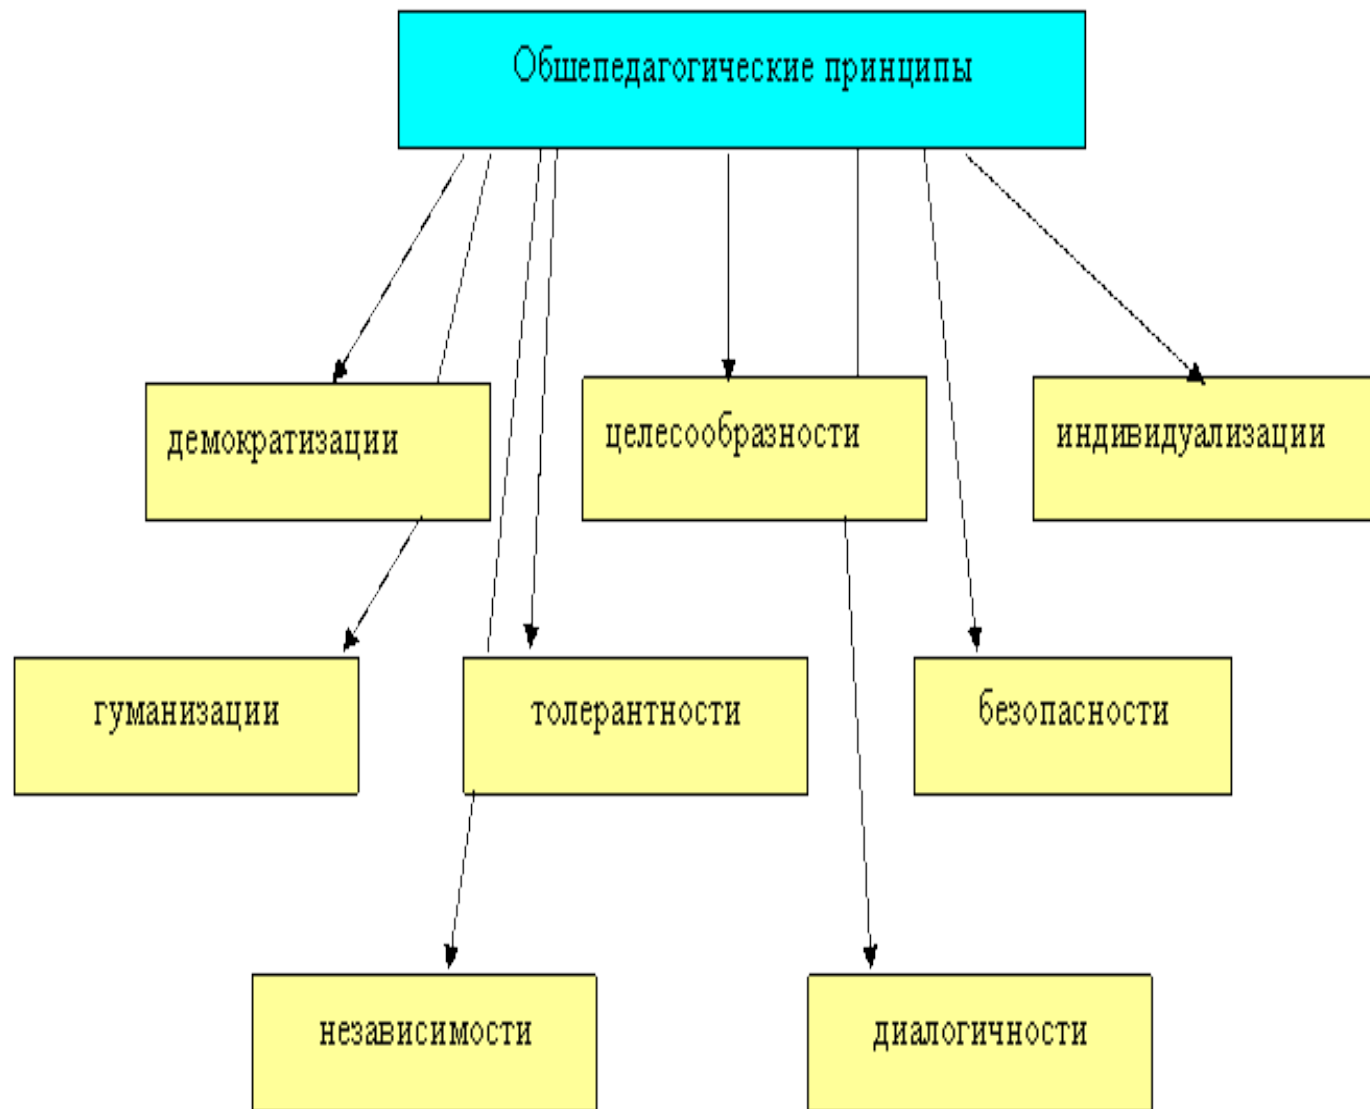 Обшепедагогические принципы
демократизации
целесообразности
индивидуализации
гуманизации
толерантности
безопасности
независимости
диалогичности